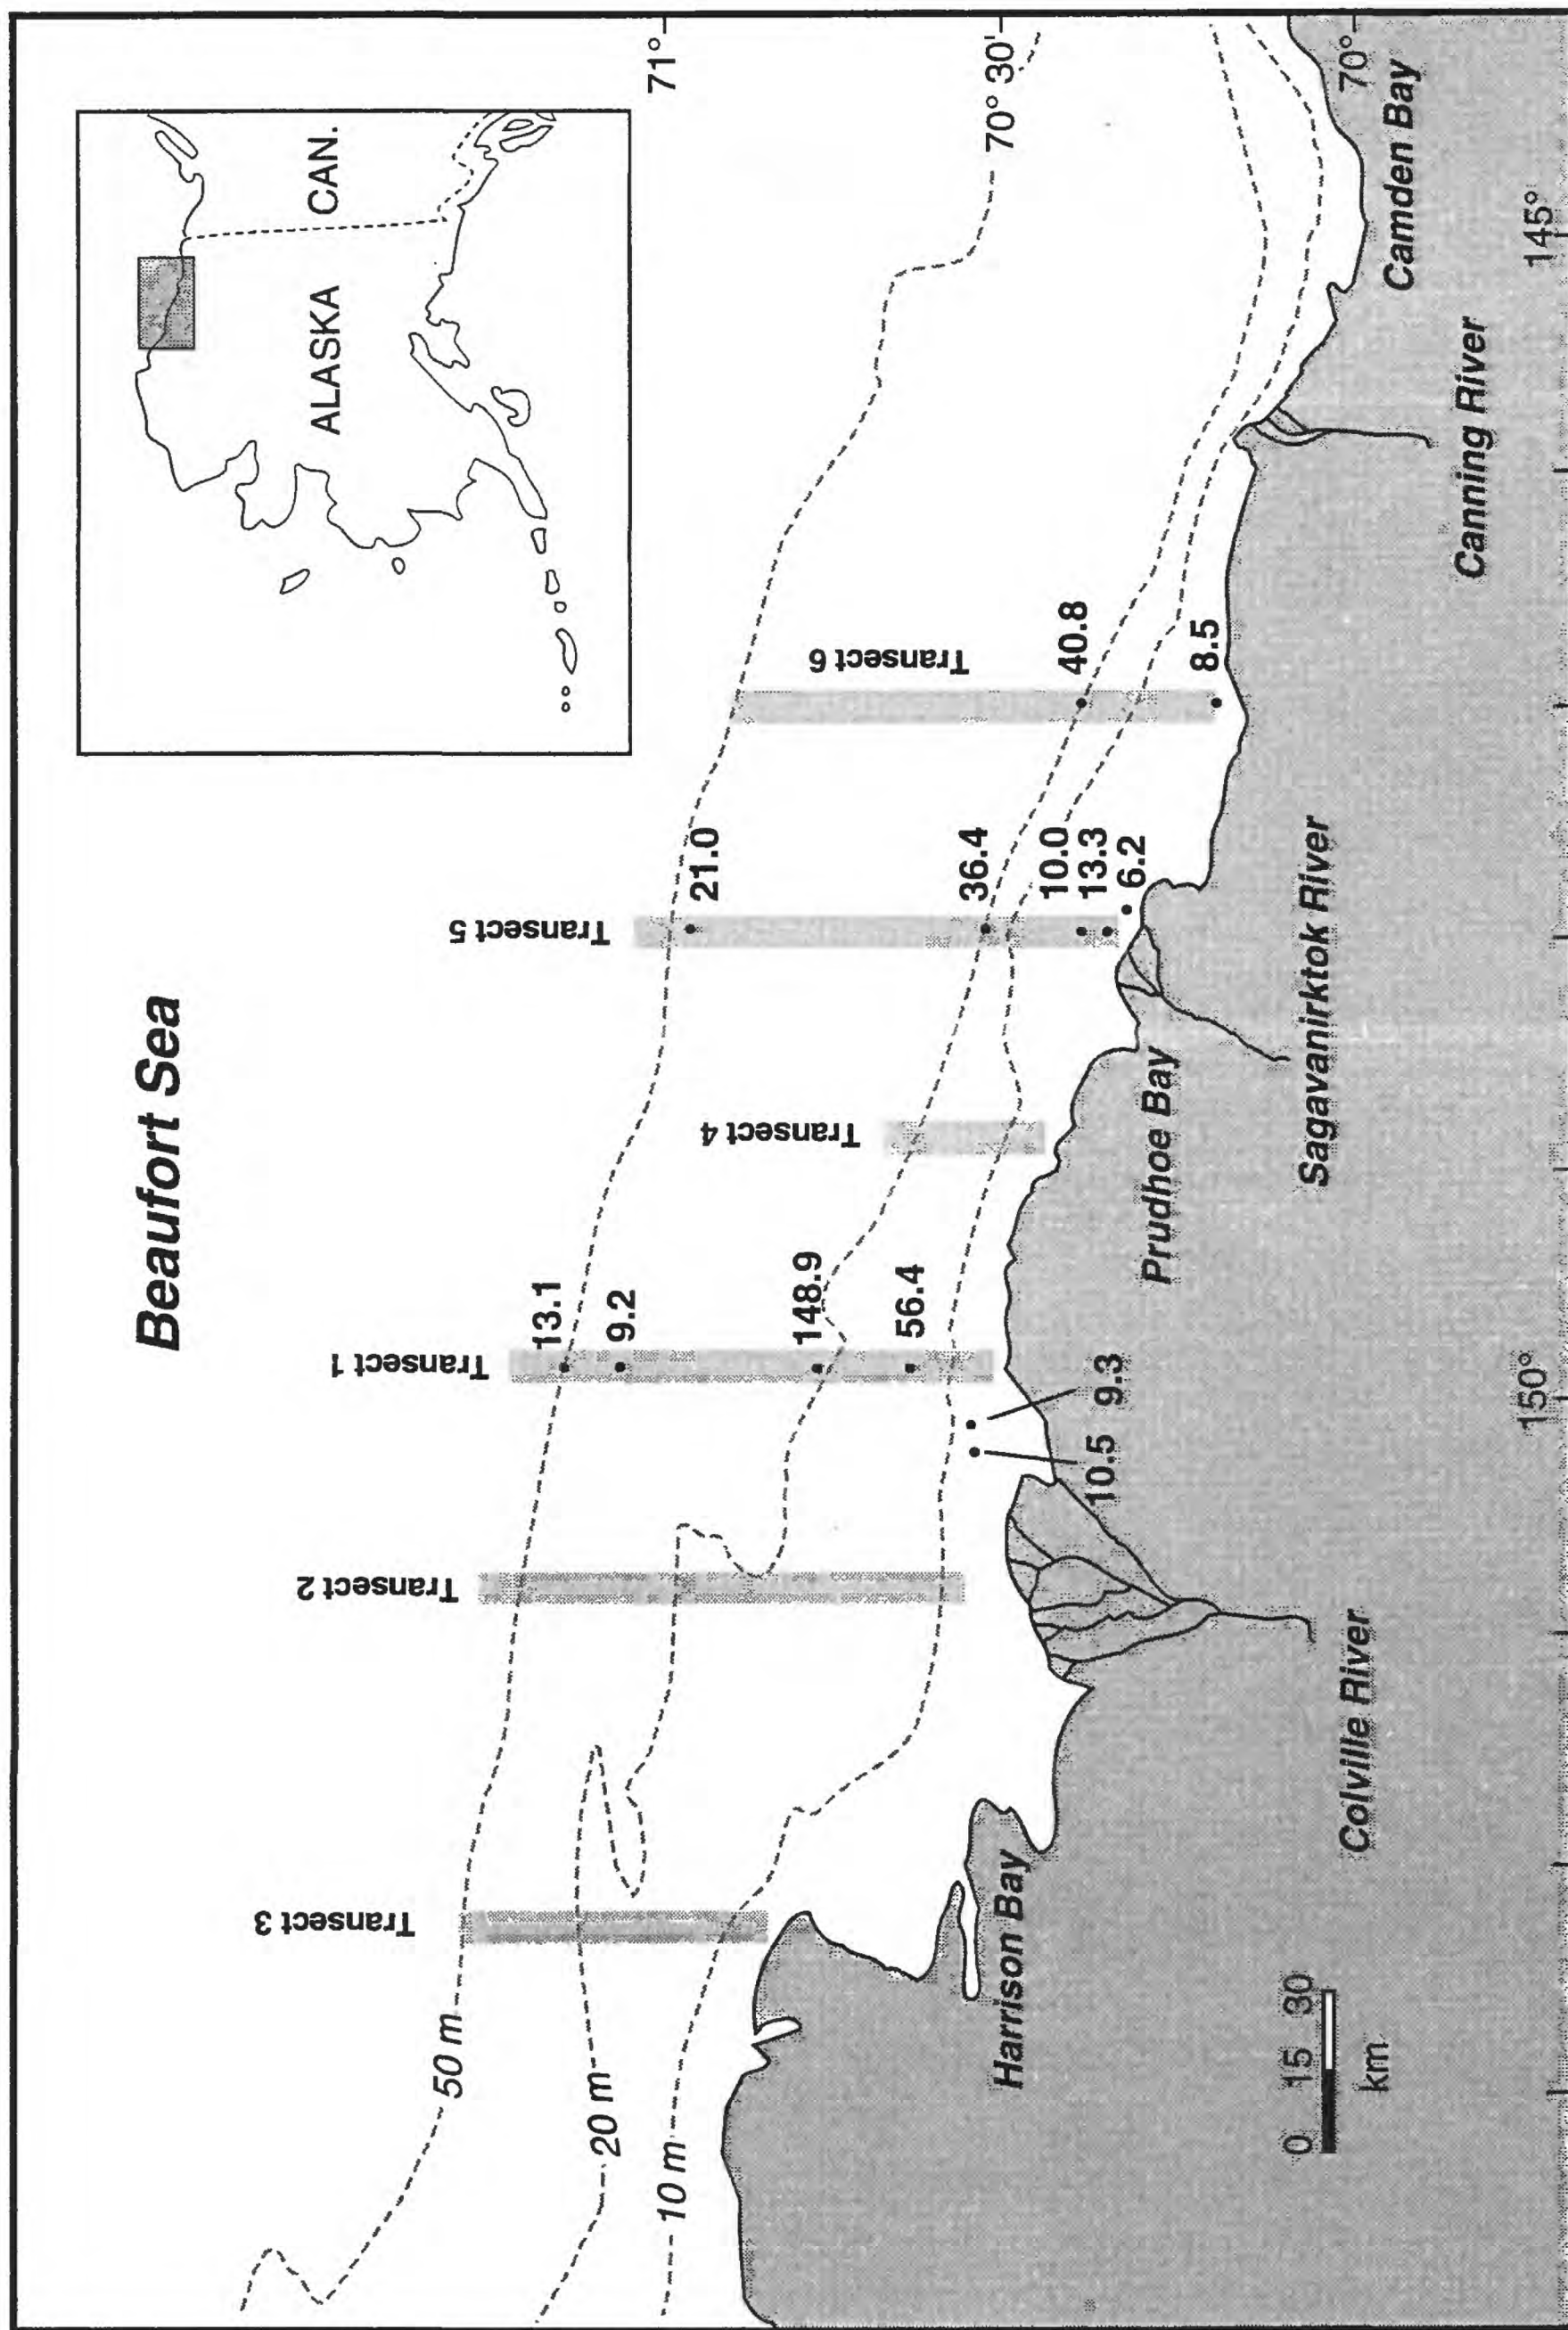 Beaufort Sea
ALASKA
CAN.
71°
70° 30'
70°
145°
150°
50 m
20 m
10 m
Transect 3
Transect 2
Transect 1
Transect 4
Transect 5
Transect 6
13.1
9.2
148.9
56.4
10.5
9.3
21.0
36.4
10.0
13.3
6.2
40.8
8.5
Harrison Bay
Colville River
Prudhoe Bay
Sagavanirktok River
Canning River
Camden Bay
0 15 30
km